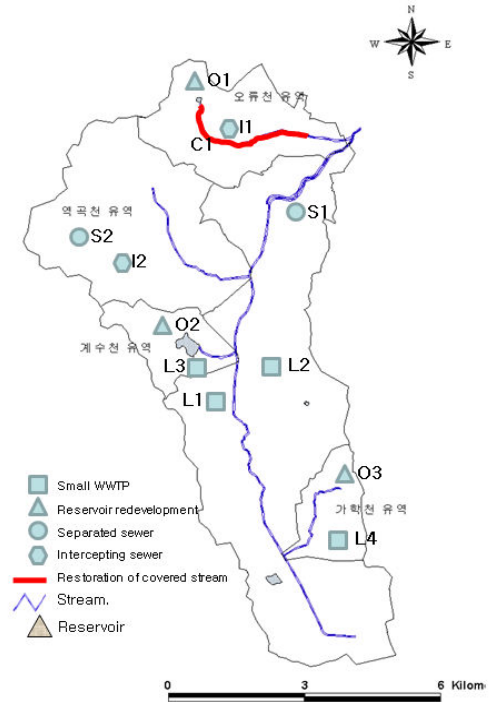 N
W E
S
O1
오류천 유역
I1
C1
역곡천 유역
S1
S2
I2
O2
계수천 유역
L3
L2
L1
O3
가학천 유역
L4
Small WWTP
Reservoir redevelopment
Separated sewer
Intercepting sewer
Restoration of covered stream
Stream.
Reservoir
0 3 6 Kilom